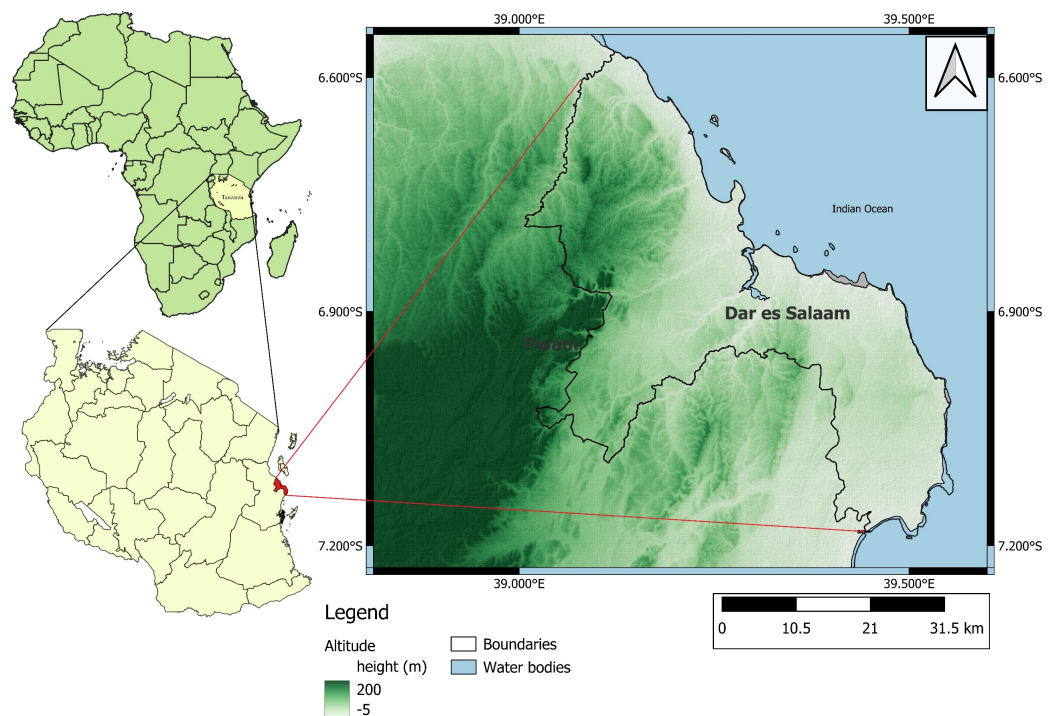 39.000°E
39.500°E
6.600°S
6.600°S
Tanzania
Indian Ocean
6.900°S
6.900°S
Dar es Salaam
7.200°S
7.200°S
39.000°E
39.500°E
Legend
Altitude
height (m)
200
-5
Boundaries
Water bodies
0 10.5 21 31.5 km